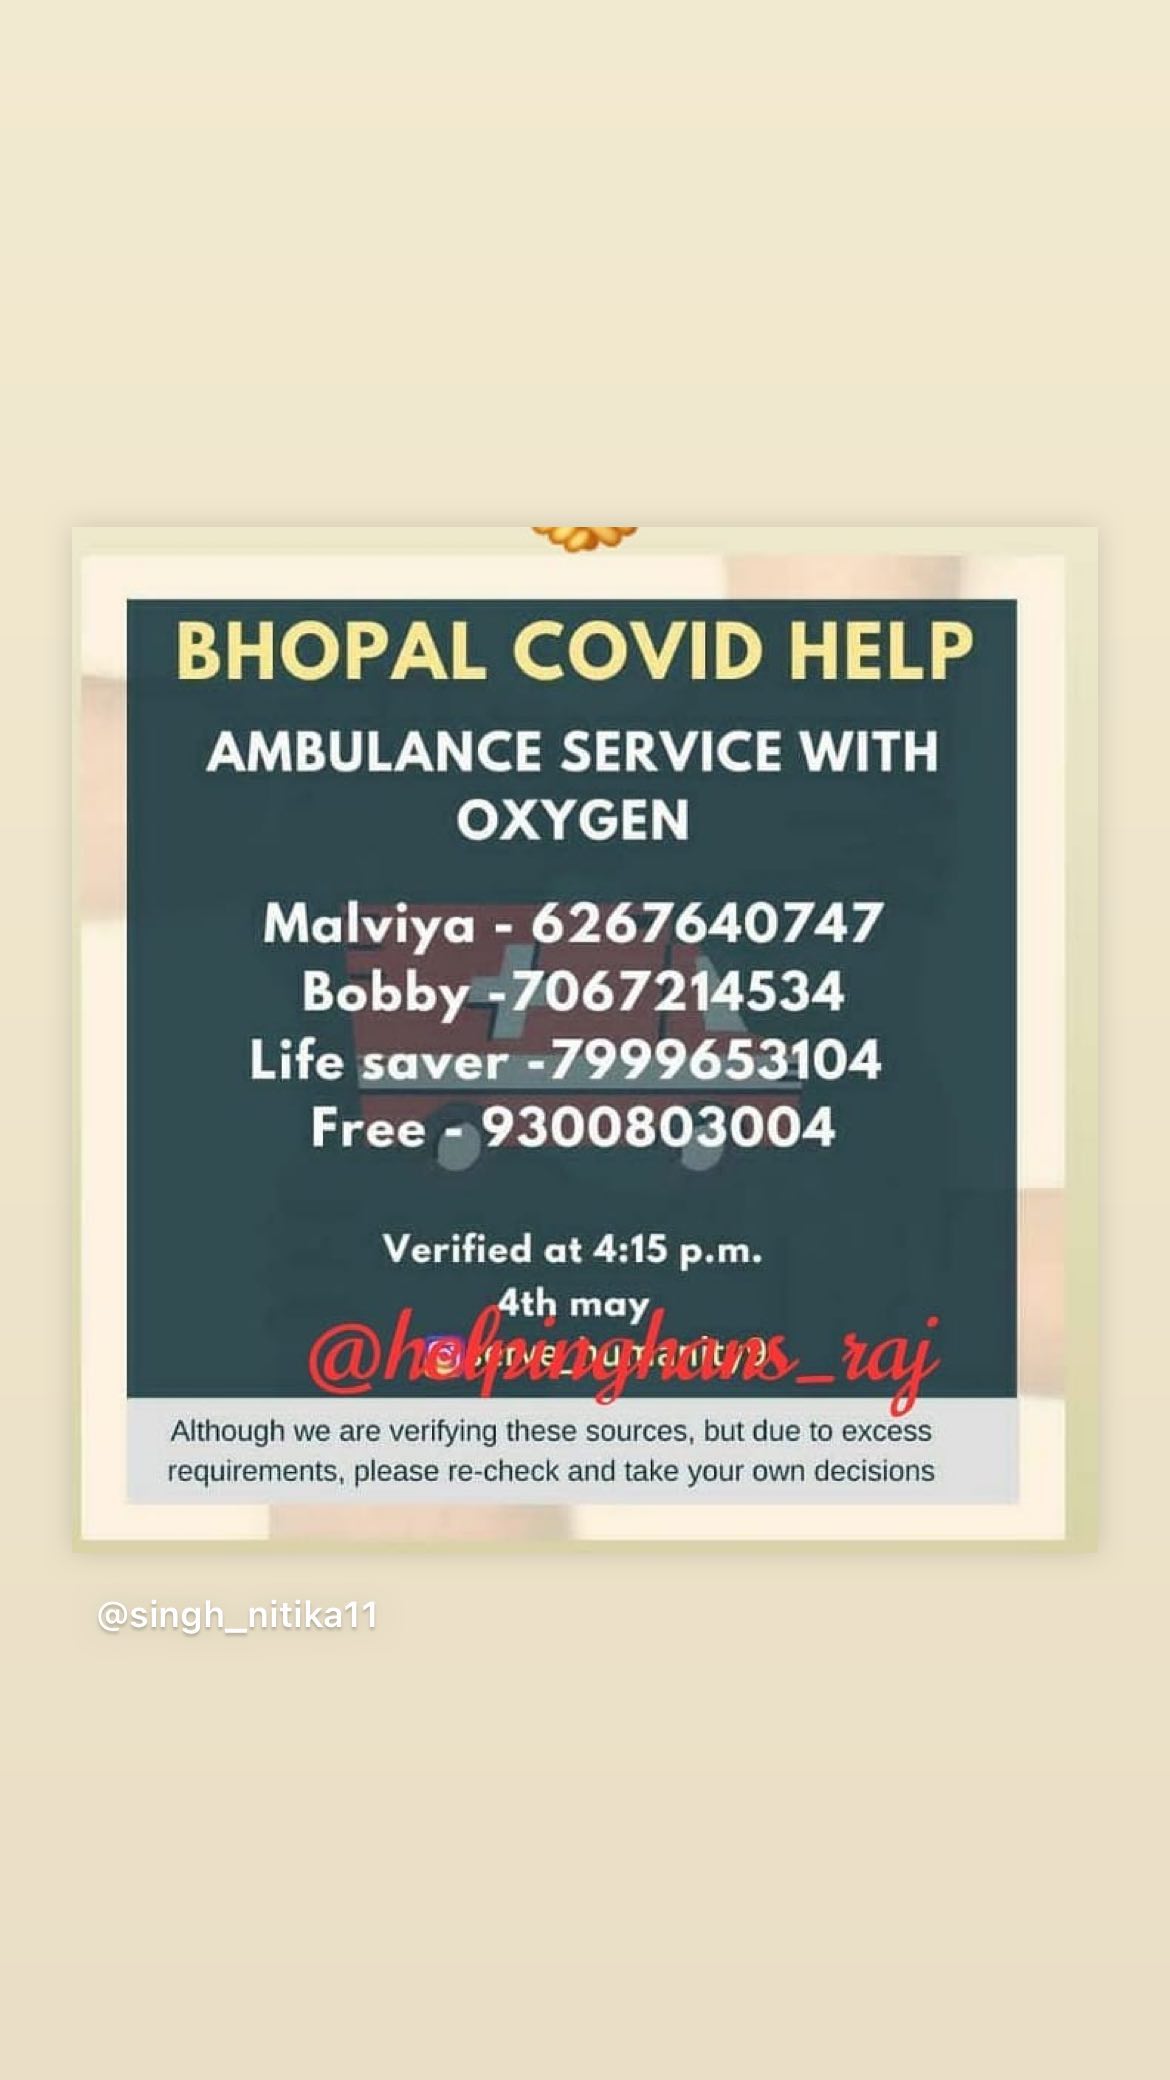 BHOPAL COVID HELP
AMBULANCE SERVICE WITH
OXYGEN
Malviya - 6267640747
Bobby -7067214534
Life saver -7999653104
Free - 9300803004
Verified at 4:15 p.m.
4th may
@helpinghans_raj
Although we are verifying these sources, but due to excess
requirements, please re-check and take your own decisions
@singh_nitika11